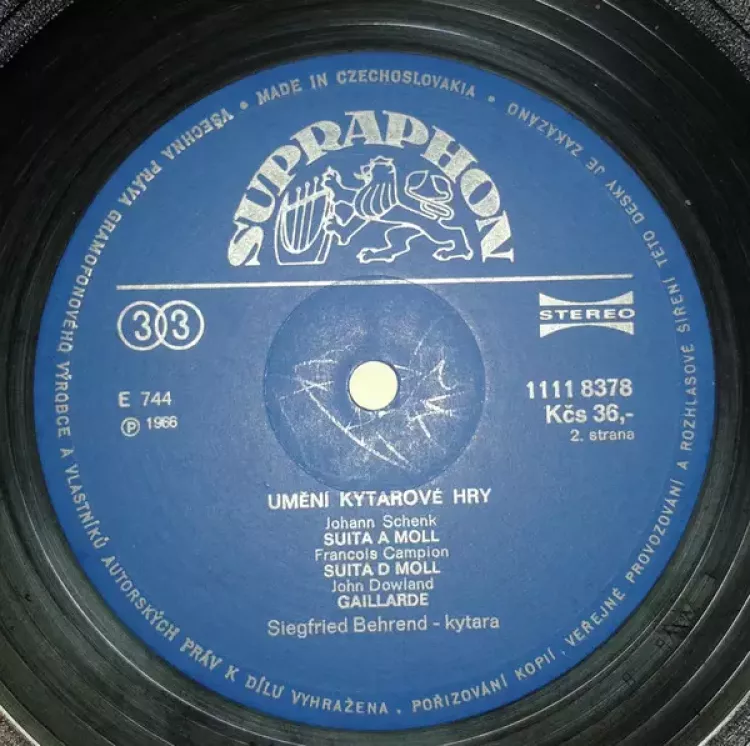 VŠECHNA PRÁVA GRAMOFONOVÉHO VÝROBCE A VLASTNÍKŮ AUTORSKÝCH PRÁV K DÍLU VYHRAŽENA . POŘIZOVÁNÍ KOPIÍ . VEŘEJNÉ PROVOZOVÁNÍ A ROZHLASOVÉ ŠÍŘENÍ TÉTO DESKY JE ZAKÁZÁNO
• MADE IN CZECHOSLOVAKIA •
SUPRAPHON
33
STEREO
E 744
1111 8378
Ⓟ 1966
Kčs 36,-
2. strana
UMĚNÍ KYTAROVÉ HRY
Johann Schenk
SUITA A MOLL
Francois Campion
SUITA D MOLL
John Dowland
GAILLARDE
Siegfried Behrend - kytara